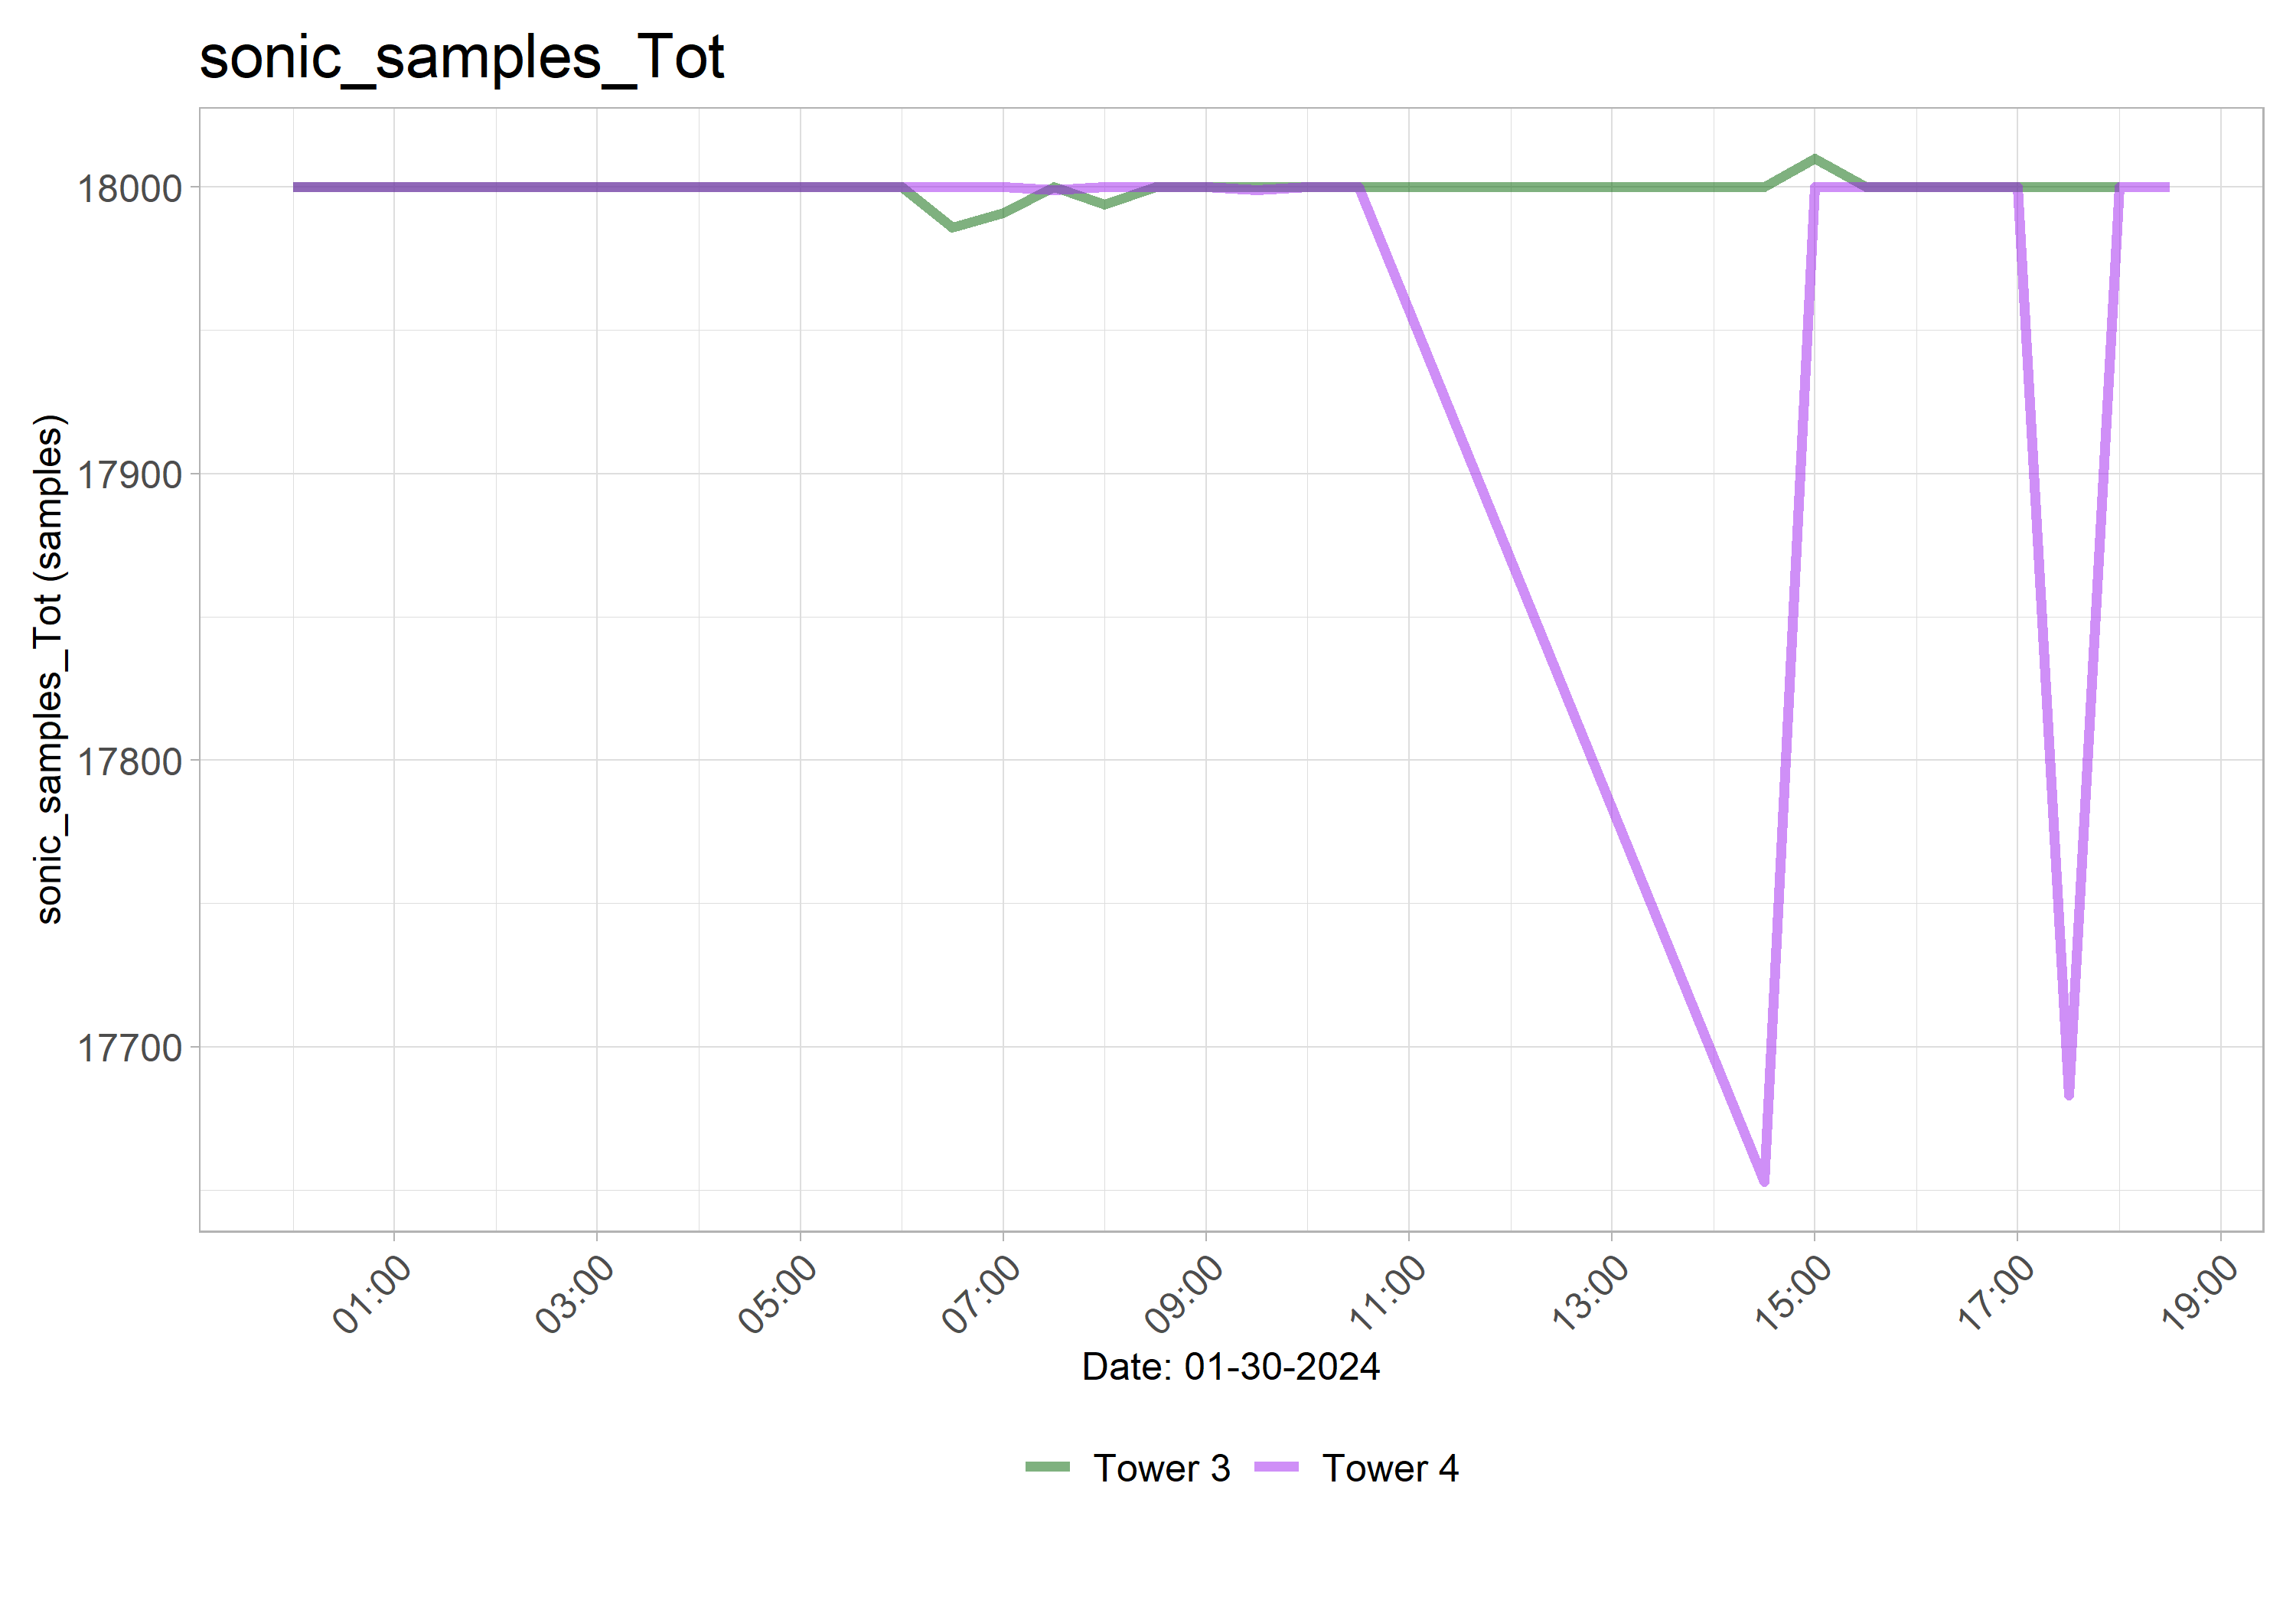 sonic_samples_Tot
sonic_samples_Tot (samples)
18000
17900
17800
17700
01:00
03:00
05:00
07:00
09:00
11:00
13:00
15:00
17:00
19:00
Date: 01-30-2024
Tower 3
Tower 4